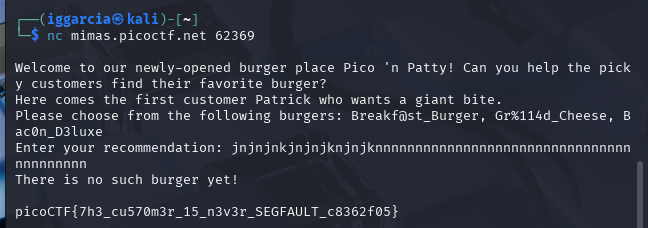 ┌──(iggarcia㉿kali)-[~]
└─$ nc mimas.picoctf.net 62369
Welcome to our newly-opened burger place Pico 'n Patty! Can you help the pick
y customers find their favorite burger?
Here comes the first customer Patrick who wants a giant bite.
Please choose from the following burgers: Breakf@st_Burger, Gr%114d_Cheese, B
ac0n_D3luxe
Enter your recommendation: jnjnjnkjnjnjknjnjknnnnnnnnnnnnnnnnnnnnnnnnnnnnnnnn
nnnnnnnnn
There is no such burger yet!
picoCTF{7h3_cu570m3r_15_n3v3r_SEGFAULT_c8362f05}